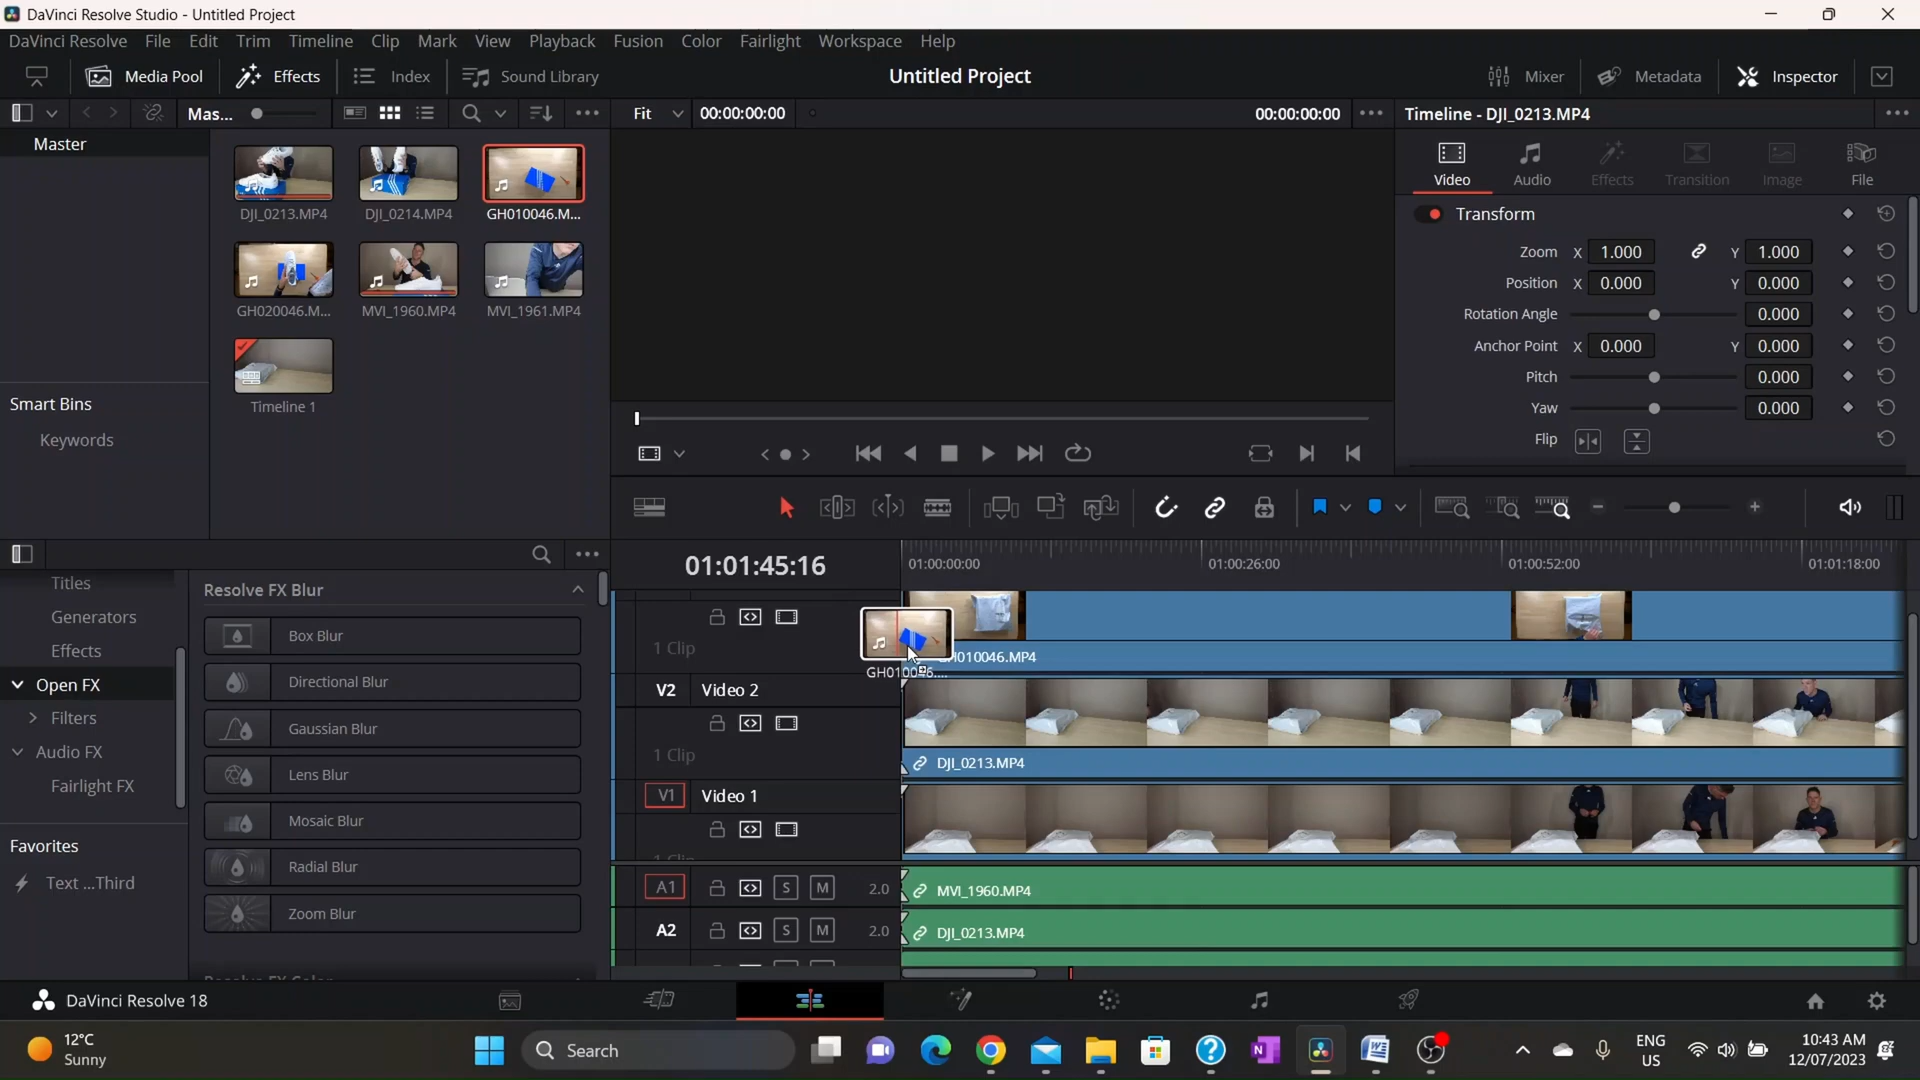 DaVinci Resolve Studio - Untitled Project
DaVinci Resolve File Edit Trim Timeline Clip Mark View Playback Fusion Color Fairlight Workspace Help
Media Pool Effects Index Sound Library Untitled Project Mixer Metadata Inspector
Mas... Fit 00:00:00:00 00:00:00:00 Timeline - DJI_0213.MP4
Master
DJI_0213.MP4 DJI_0214.MP4 GH010046.M...
GH020046.M... MVI_1960.MP4 MVI_1961.MP4
Timeline 1
Smart Bins
Keywords
Video Audio Effects Transition Image File
Transform
Zoom X 1.000 Y 1.000
Position X 0.000 Y 0.000
Rotation Angle 0.000
Anchor Point X 0.000 Y 0.000
Pitch 0.000
Yaw 0.000
Flip
Titles
Generators
Effects
Open FX
Filters
Audio FX
Fairlight FX
Favorites
Text ...Third
Resolve FX Blur
Box Blur
Directional Blur
Gaussian Blur
Lens Blur
Mosaic Blur
Radial Blur
Zoom Blur
01:01:45:16 01:00:00:00 01:00:26:00 01:00:52:00 01:01:18:00
1 Clip
H010046.MP4
GH010046....
V2 Video 2
1 Clip
DJI_0213.MP4
V1 Video 1
A1 S M 2.0 MVI_1960.MP4
A2 S M 2.0 DJI_0213.MP4
DaVinci Resolve 18
12°C
Sunny
Search
ENG
US
10:43 AM
12/07/2023